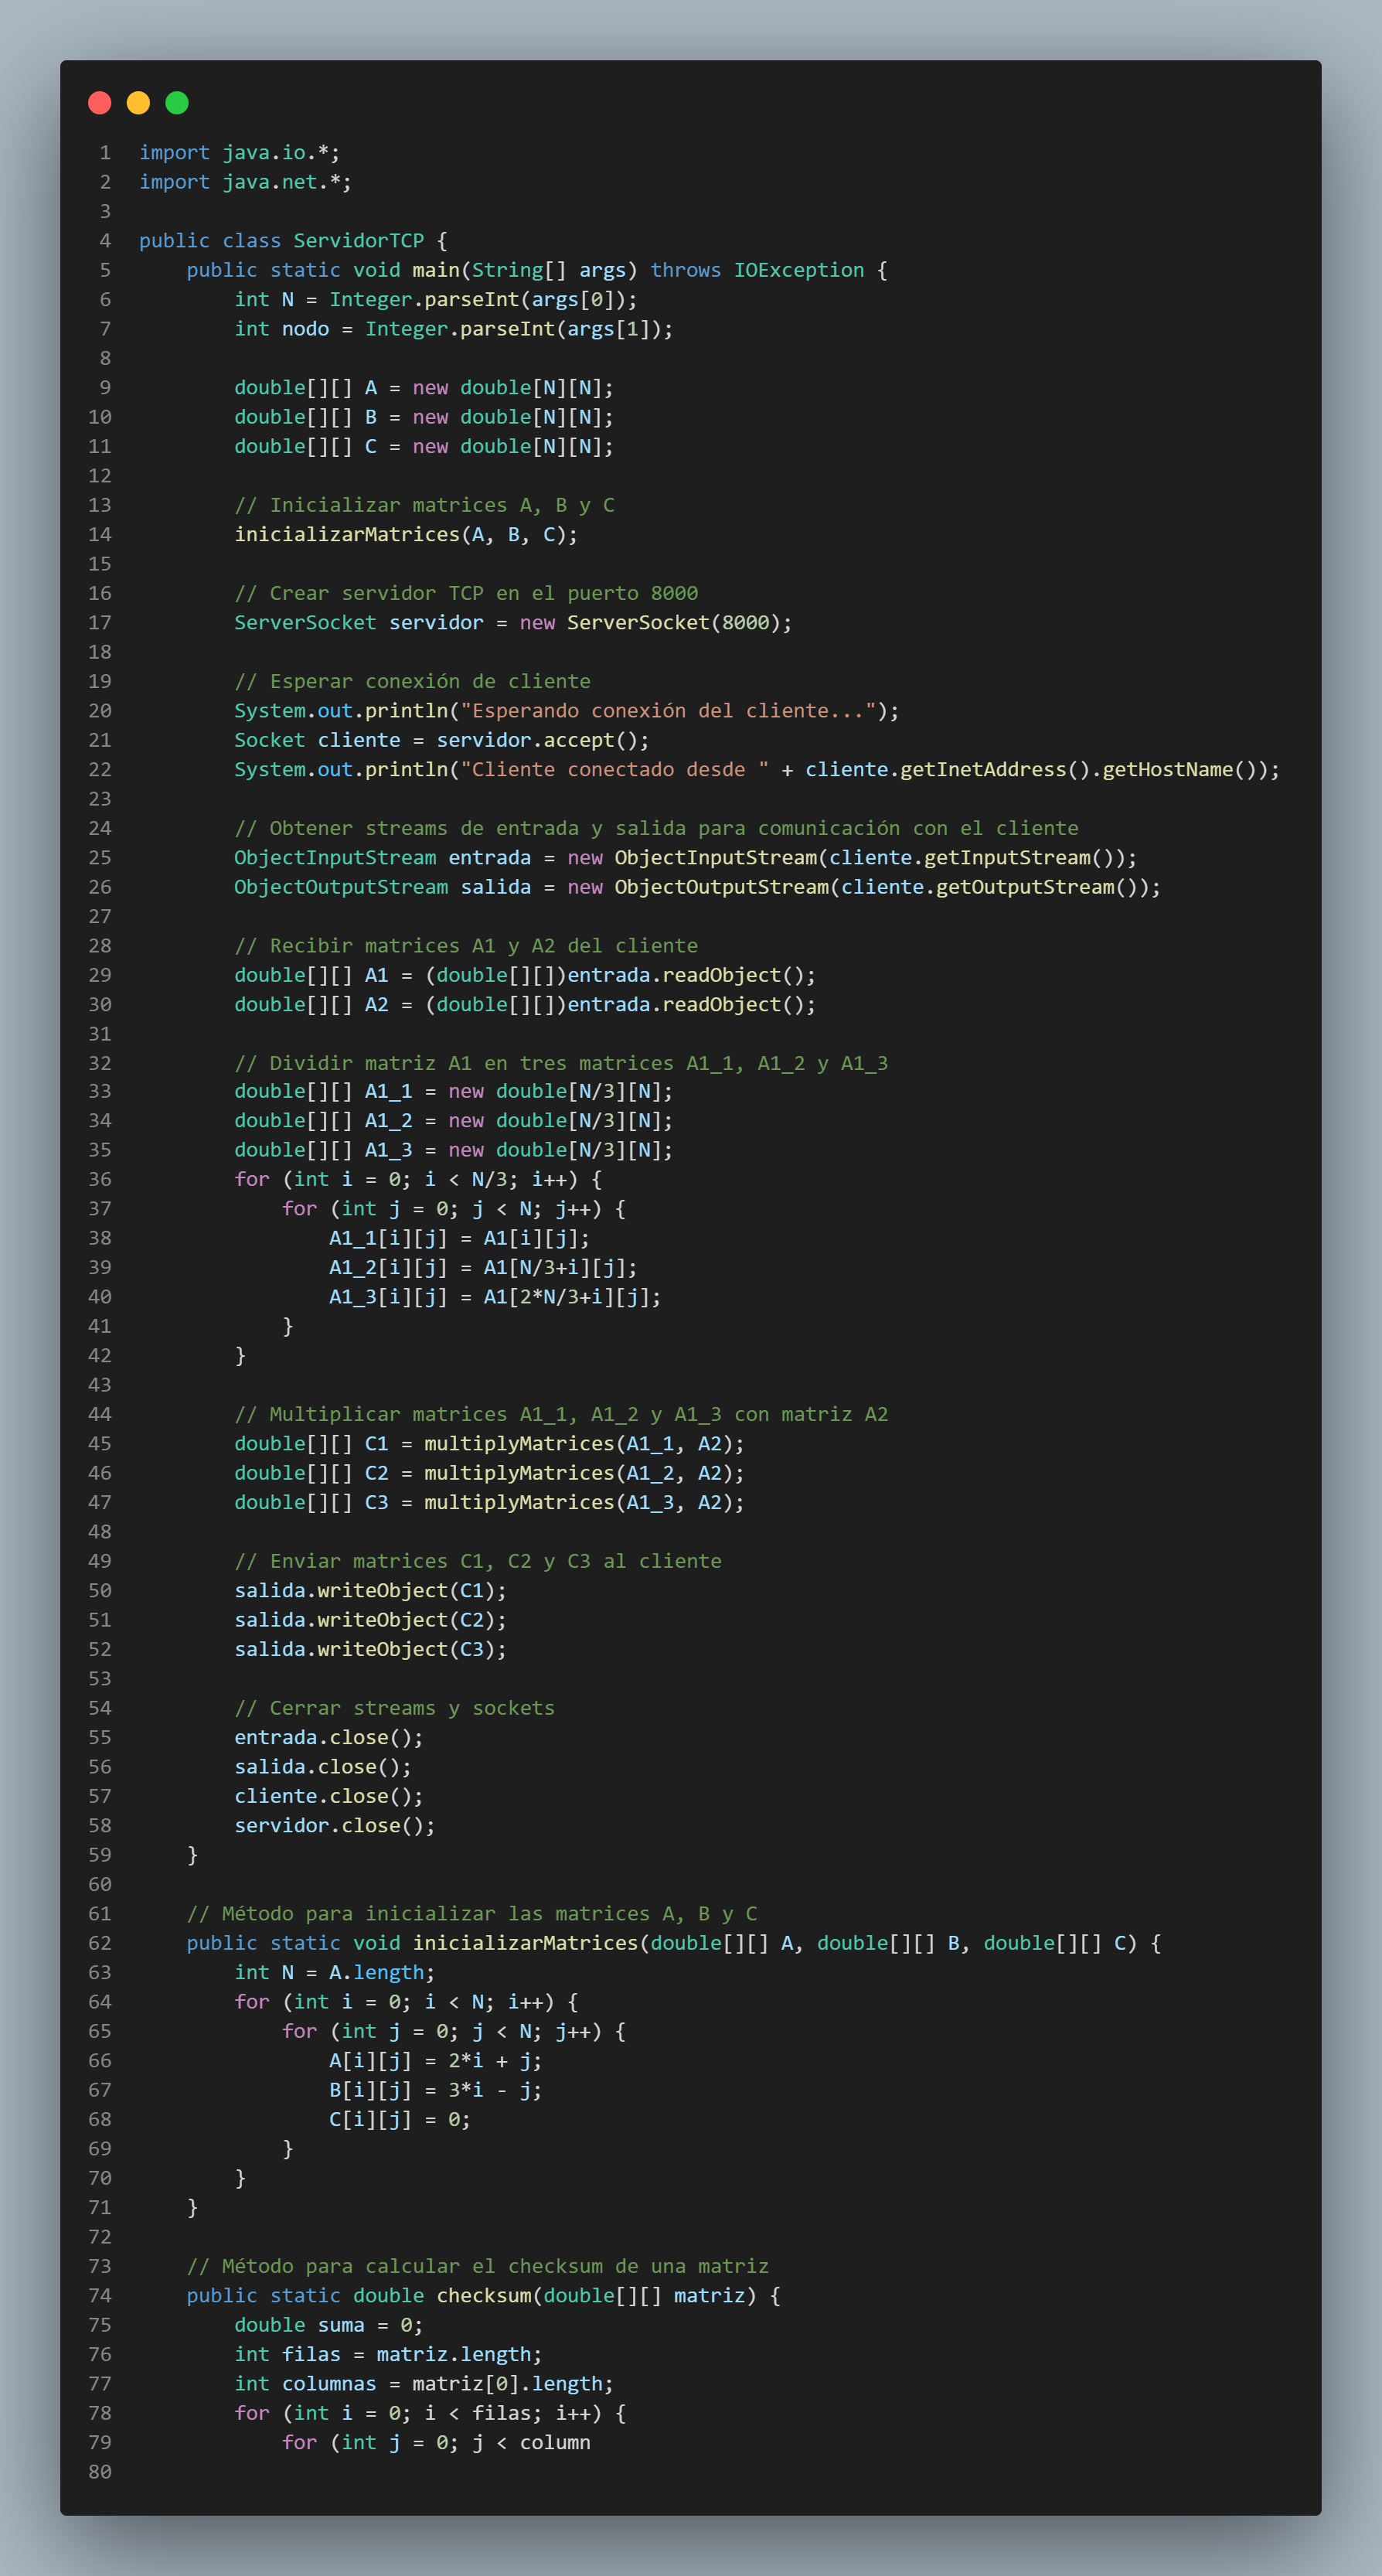 1 import java.io.*;
2 import java.net.*;
3
4 public class ServidorTCP {
5     public static void main(String[] args) throws IOException {
6         int N = Integer.parseInt(args[0]);
7         int nodo = Integer.parseInt(args[1]);
8
9         double[][] A = new double[N][N];
10         double[][] B = new double[N][N];
11         double[][] C = new double[N][N];
12
13         // Inicializar matrices A, B y C
14         inicializarMatrices(A, B, C);
15
16         // Crear servidor TCP en el puerto 8000
17         ServerSocket servidor = new ServerSocket(8000);
18
19         // Esperar conexión de cliente
20         System.out.println("Esperando conexión del cliente...");
21         Socket cliente = servidor.accept();
22         System.out.println("Cliente conectado desde " + cliente.getInetAddress().getHostName());
23
24         // Obtener streams de entrada y salida para comunicación con el cliente
25         ObjectInputStream entrada = new ObjectInputStream(cliente.getInputStream());
26         ObjectOutputStream salida = new ObjectOutputStream(cliente.getOutputStream());
27
28         // Recibir matrices A1 y A2 del cliente
29         double[][] A1 = (double[][])entrada.readObject();
30         double[][] A2 = (double[][])entrada.readObject();
31
32         // Dividir matriz A1 en tres matrices A1_1, A1_2 y A1_3
33         double[][] A1_1 = new double[N/3][N];
34         double[][] A1_2 = new double[N/3][N];
35         double[][] A1_3 = new double[N/3][N];
36         for (int i = 0; i < N/3; i++) {
37             for (int j = 0; j < N; j++) {
38                 A1_1[i][j] = A1[i][j];
39                 A1_2[i][j] = A1[N/3+i][j];
40                 A1_3[i][j] = A1[2*N/3+i][j];
41             }
42         }
43
44         // Multiplicar matrices A1_1, A1_2 y A1_3 con matriz A2
45         double[][] C1 = multiplyMatrices(A1_1, A2);
46         double[][] C2 = multiplyMatrices(A1_2, A2);
47         double[][] C3 = multiplyMatrices(A1_3, A2);
48
49         // Enviar matrices C1, C2 y C3 al cliente
50         salida.writeObject(C1);
51         salida.writeObject(C2);
52         salida.writeObject(C3);
53
54         // Cerrar streams y sockets
55         entrada.close();
56         salida.close();
57         cliente.close();
58         servidor.close();
59     }
60
61     // Método para inicializar las matrices A, B y C
62     public static void inicializarMatrices(double[][] A, double[][] B, double[][] C) {
63         int N = A.length;
64         for (int i = 0; i < N; i++) {
65             for (int j = 0; j < N; j++) {
66                 A[i][j] = 2*i + j;
67                 B[i][j] = 3*i - j;
68                 C[i][j] = 0;
69             }
70         }
71     }
72
73     // Método para calcular el checksum de una matriz
74     public static double checksum(double[][] matriz) {
75         double suma = 0;
76         int filas = matriz.length;
77         int columnas = matriz[0].length;
78         for (int i = 0; i < filas; i++) {
79             for (int j = 0; j < column
80